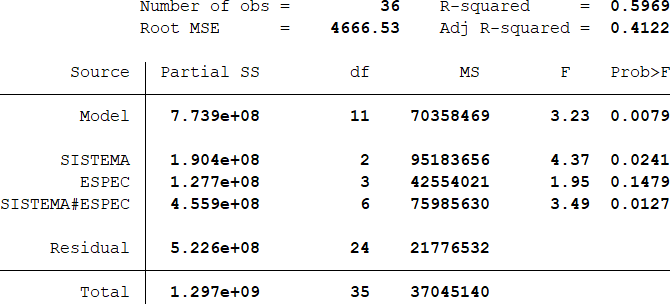 Number of obs = 36 R-squared = 0.5969
Root MSE = 4666.53 Adj R-squared = 0.4122
Source Partial SS df MS F Prob>F
Model 7.739e+08 11 70358469 3.23 0.0079
SISTEMA 1.904e+08 2 95183656 4.37 0.0241
ESPEC 1.277e+08 3 42554021 1.95 0.1479
SISTEMA#ESPEC 4.559e+08 6 75985630 3.49 0.0127
Residual 5.226e+08 24 21776532
Total 1.297e+09 35 37045140